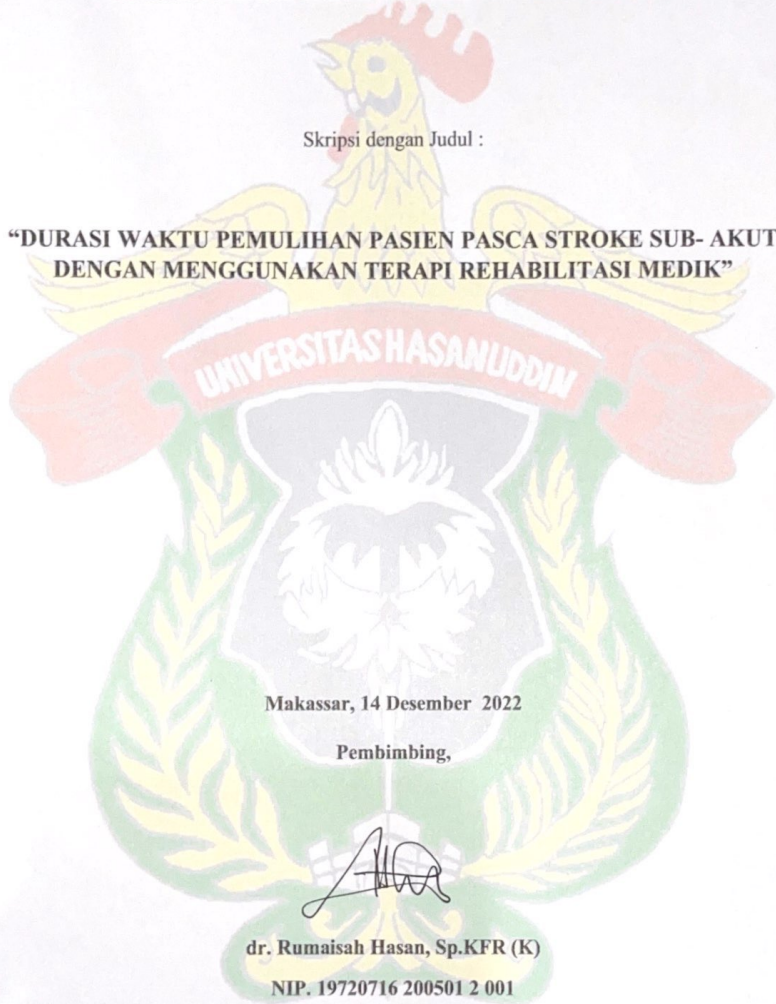 Skripsi dengan Judul :
“DURASI WAKTU PEMULIHAN PASIEN PASCA STROKE SUB- AKUT
DENGAN MENGGUNAKAN TERAPI REHABILITASI MEDIK”
UNIVERSITAS HASANUDDIN
Makassar, 14 Desember 2022
Pembimbing,
dr. Rumaisah Hasan, Sp.KFR (K)
NIP. 19720716 200501 2 001